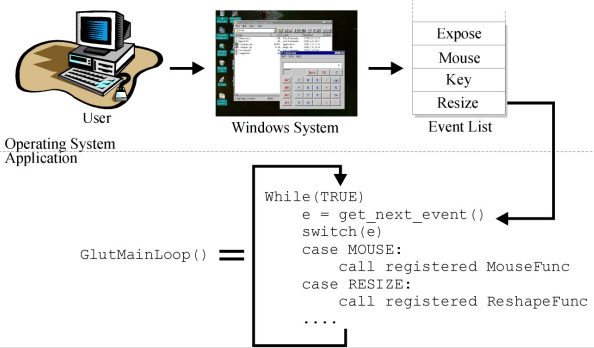 Expose
Mouse
Key
Resize
User
Windows System
Event List
Operating System
Application
While(TRUE)
e = get_next_event()
switch(e)
case MOUSE:
GlutMainLoop() =
call registered MouseFunc
case RESIZE:
call registered ReshapeFunc
....